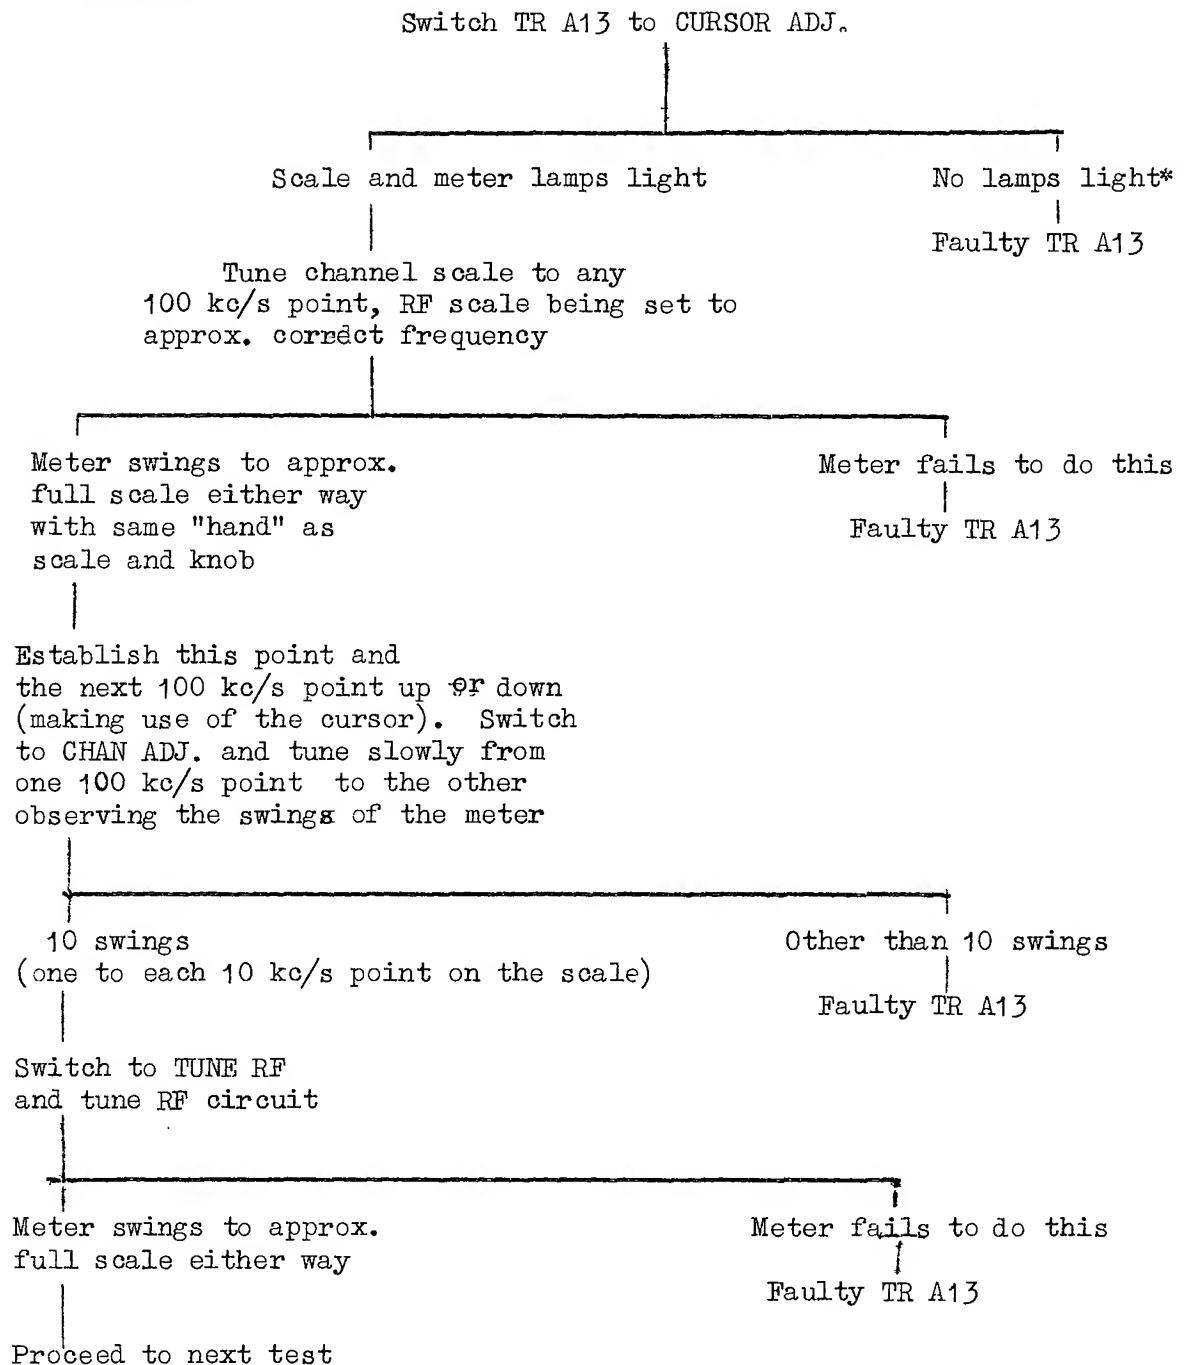 Switch TR A13 to CURSOR ADJ.
Scale and meter lamps light
No lamps light*
Faulty TR A13
Tune channel scale to any
100 kc/s point, RF scale being set to
approx. correct frequency
Meter swings to approx.
full scale either way
with same "hand" as
scale and knob
Meter fails to do this
Faulty TR A13
Establish this point and
the next 100 kc/s point up or down
(making use of the cursor). Switch
to CHAN ADJ. and tune slowly from
one 100 kc/s point to the other
observing the swings of the meter
10 swings
(one to each 10 kc/s point on the scale)
Other than 10 swings
Faulty TR A13
Switch to TUNE RF
and tune RF circuit
Meter swings to approx.
full scale either way
Meter fails to do this
Faulty TR A13
Proceed to next test